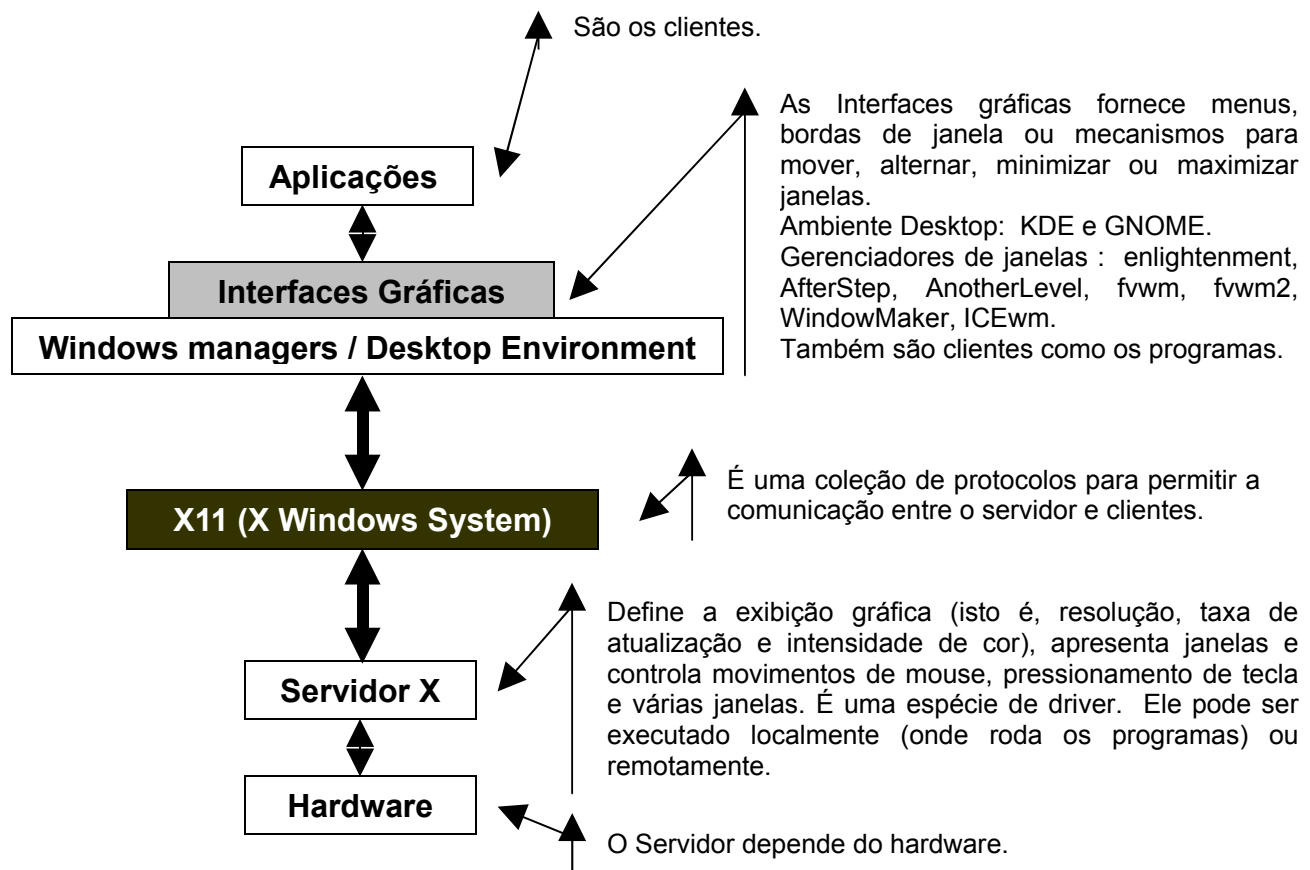 São os clientes.
As Interfaces gráficas fornece menus,
bordas de janela ou mecanismos para
mover, alternar, minimizar ou maximizar
janelas.
Ambiente Desktop: KDE e GNOME.
Gerenciadores de janelas : enlightenment,
AfterStep, AnotherLevel, fvwm, fvwm2,
WindowMaker, ICEwm.
Também são clientes como os programas.
Aplicações
Interfaces Gráficas
Windows managers / Desktop Environment
É uma coleção de protocolos para permitir a
comunicação entre o servidor e clientes.
X11 (X Windows System)
Define a exibição gráfica (isto é, resolução, taxa de
atualização e intensidade de cor), apresenta janelas e
controla movimentos de mouse, pressionamento de tecla
e várias janelas. É uma espécie de driver. Ele pode ser
executado localmente (onde roda os programas) ou
remotamente.
Servidor X
Hardware
O Servidor depende do hardware.